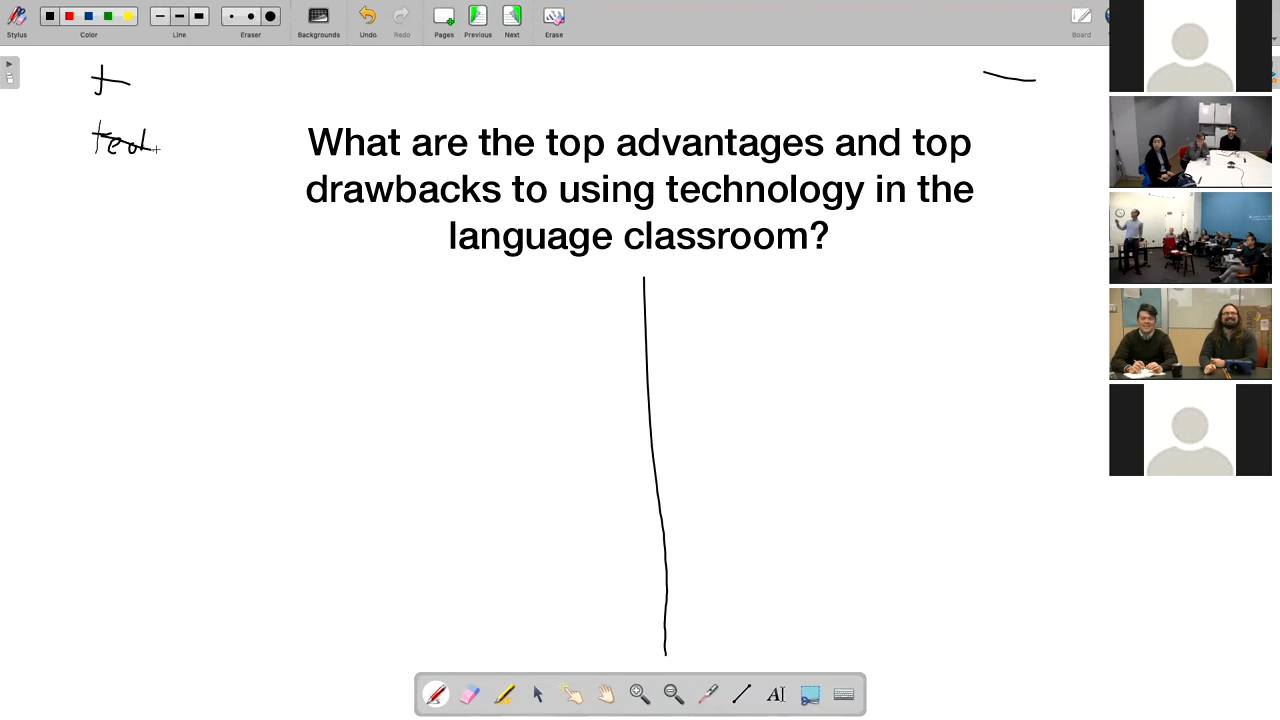 Stylus
Color
Line
Eraser
Backgrounds
Undo
Redo
Pages
Previous
Next
Erase
Board
+
—
What are the top advantages and top
drawbacks to using technology in the
language classroom?
A